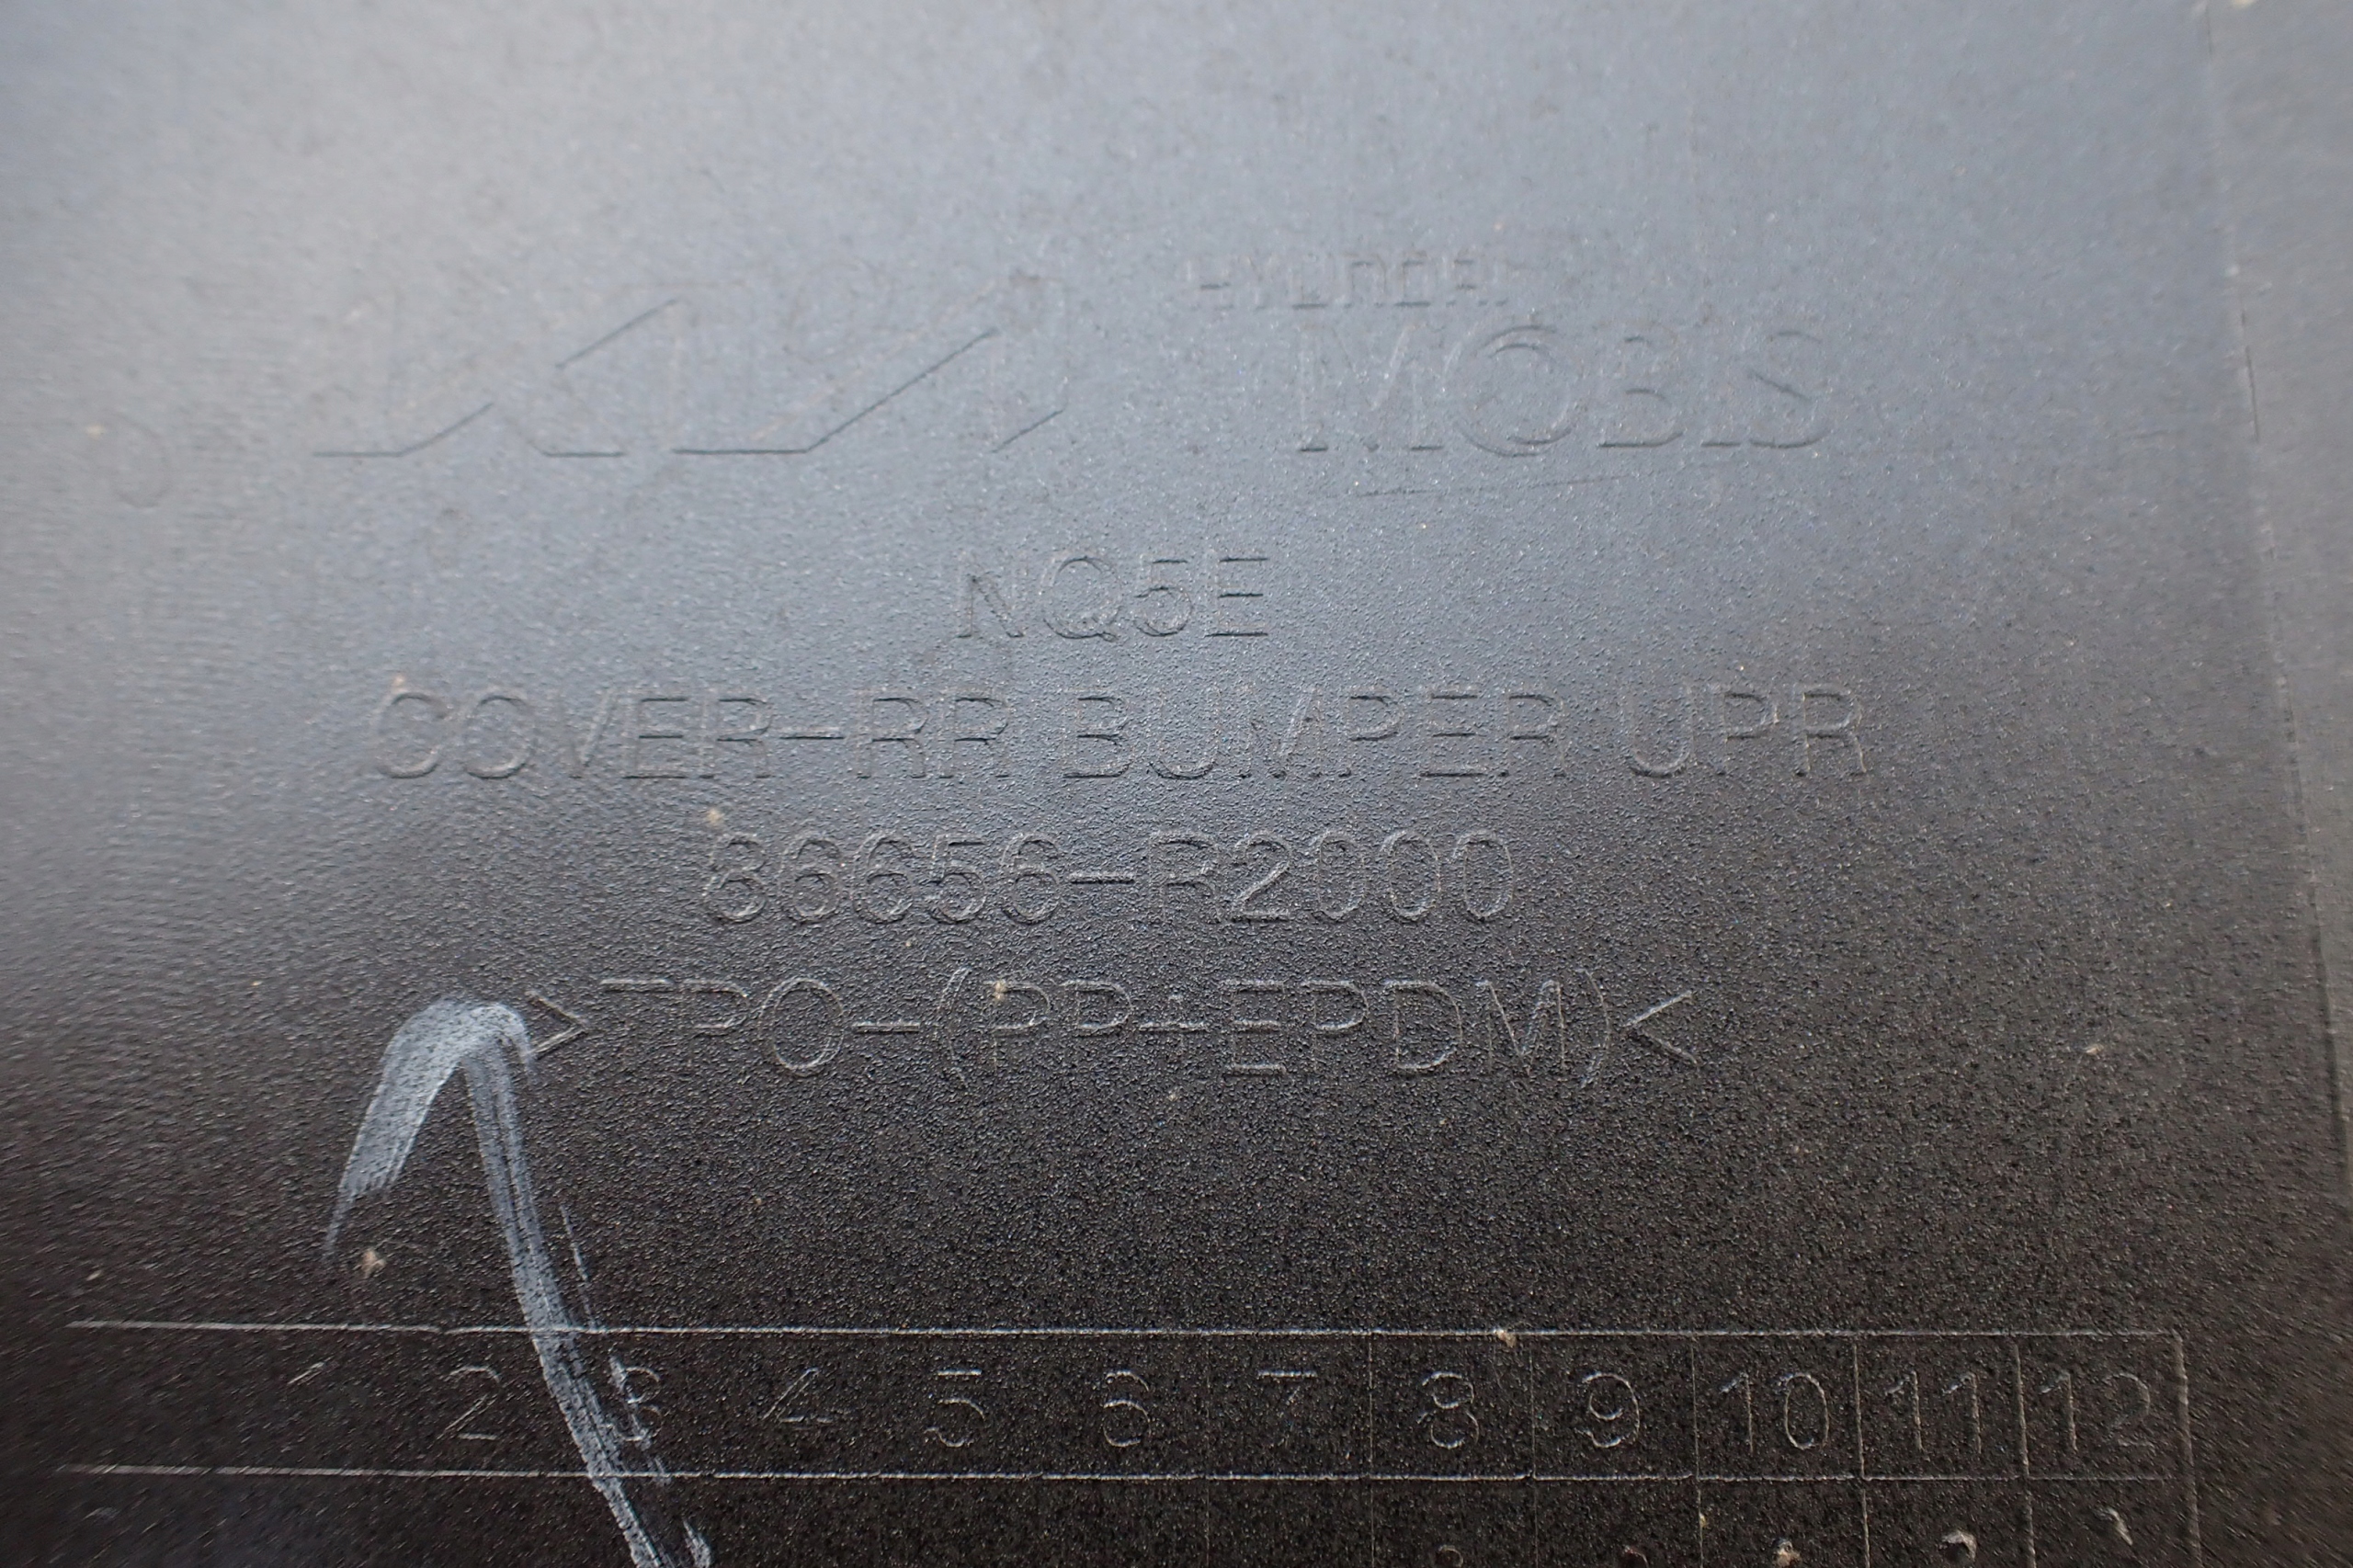 KIA HYUNDAI
MOBIS
NQ5E
COVER-RR BUMPER UPR
86656-R2000
>TPO-(PP+EPDM)<
1 2 3 4 5 6 7 8 9 10 11 12